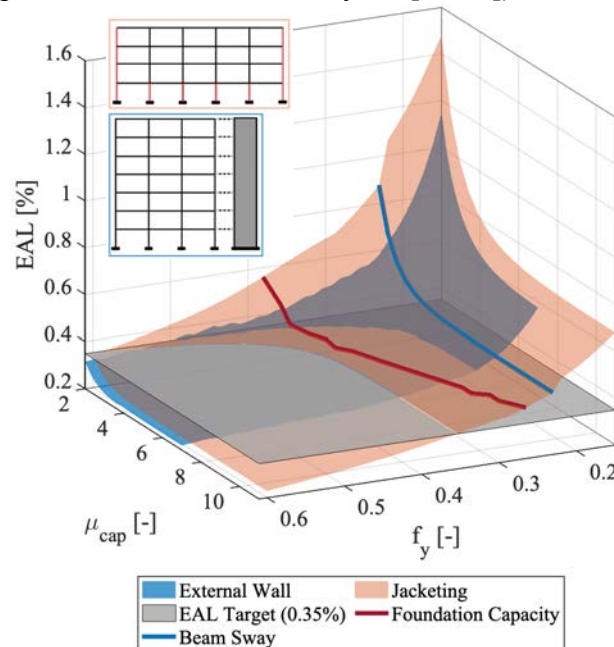 1.6
1.4
1.2
1
0.8
0.6
0.4
0.2
EAL [%]
2
4
6
8
10
μcap [-]
0.6
0.5
0.4
0.3
0.2
fy [-]
External Wall
Jacketing
EAL Target (0.35%)
Foundation Capacity
Beam Sway